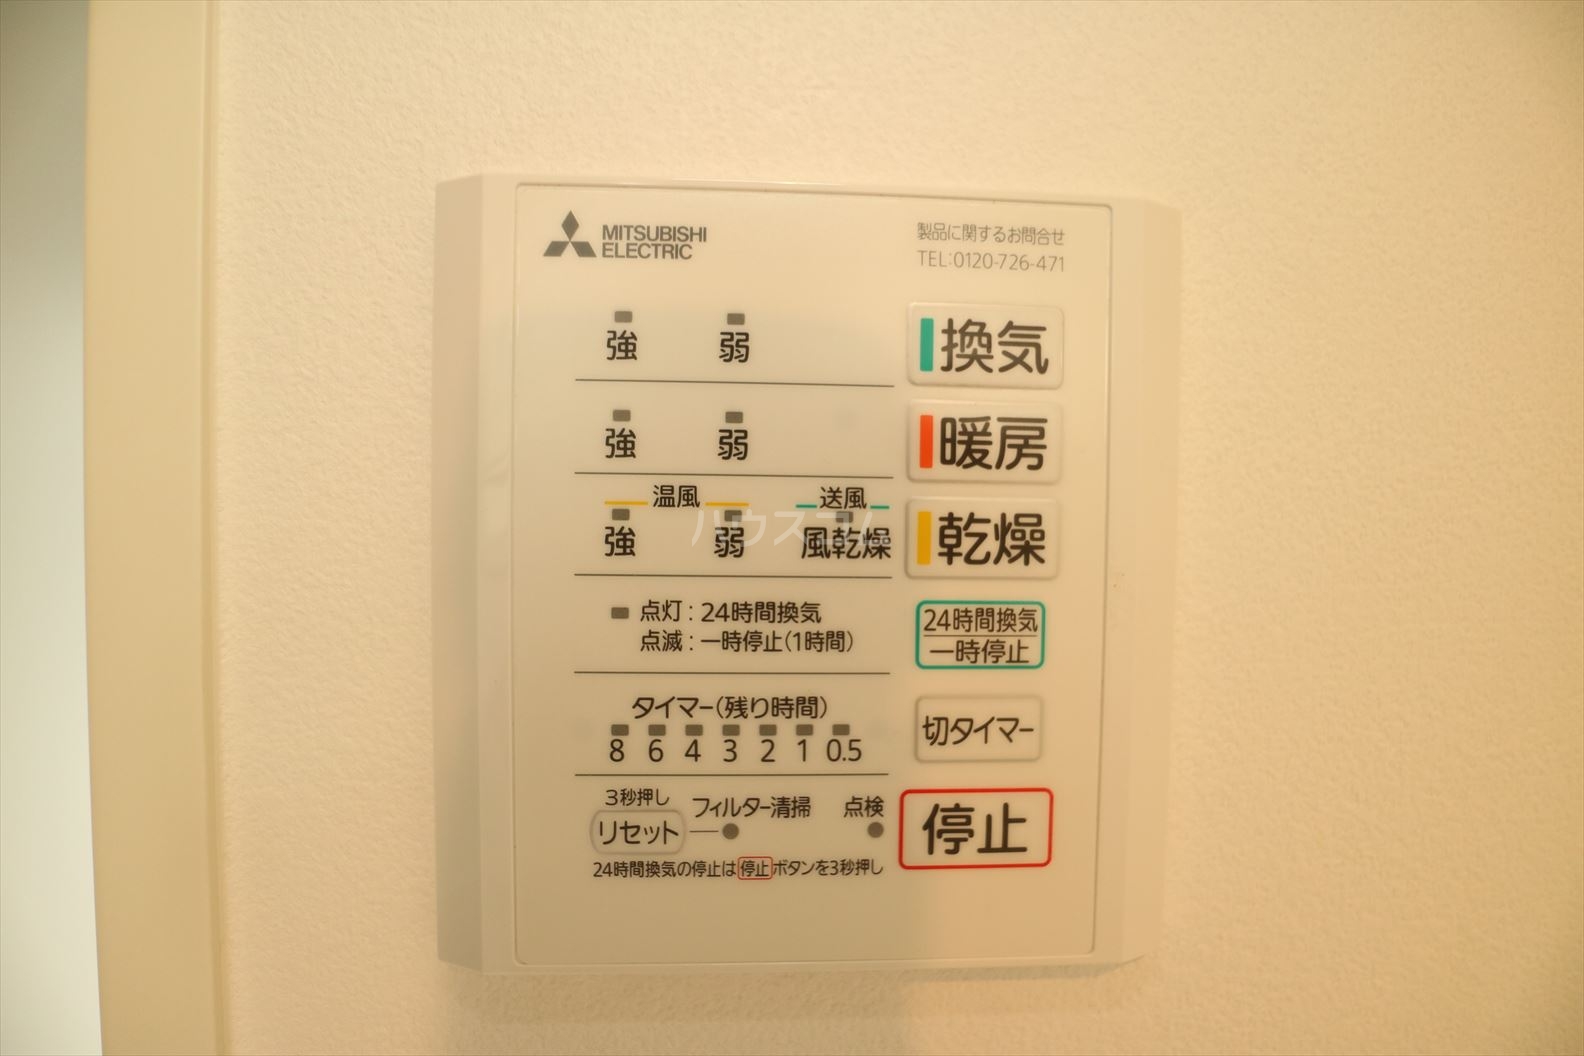 MITSUBISHI
ELECTRIC
製品に関するお問合せ
TEL:0120-726-471
強 弱 換気
強 弱 暖房
温風 送風
強 弱 風乾燥 乾燥
ハウスコム
点灯:24時間換気
点滅:一時停止(1時間)
24時間換気
一時停止
タイマー(残り時間)
8 6 4 3 2 1 0.5
切タイマー
3秒押し
リセット フィルター清掃 点検
停止
24時間換気の停止は停止ボタンを3秒押し